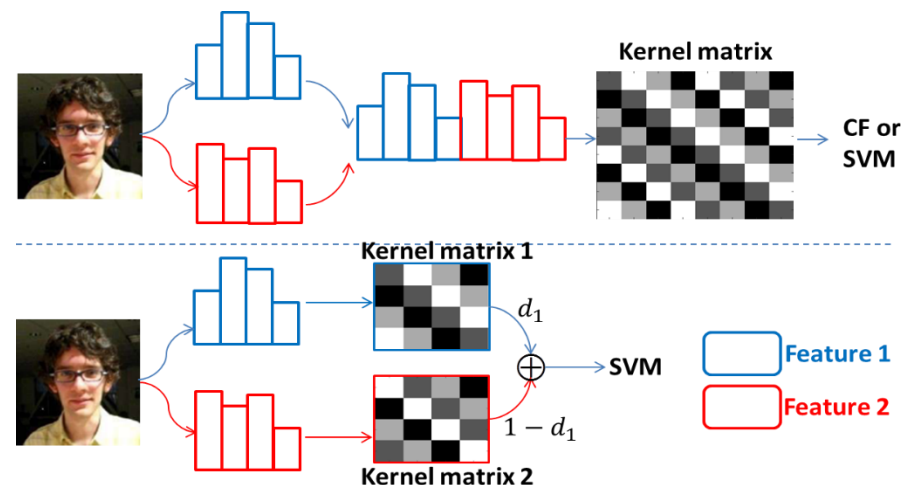 Kernel matrix
CF or
SVM
Kernel matrix 1
d₁
SVM
1 − d₁
Kernel matrix 2
Feature 1
Feature 2